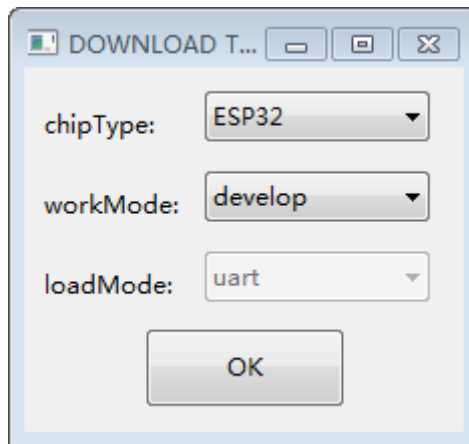 DOWNLOAD T...
chipType: ESP32
workMode: develop
loadMode: uart
OK